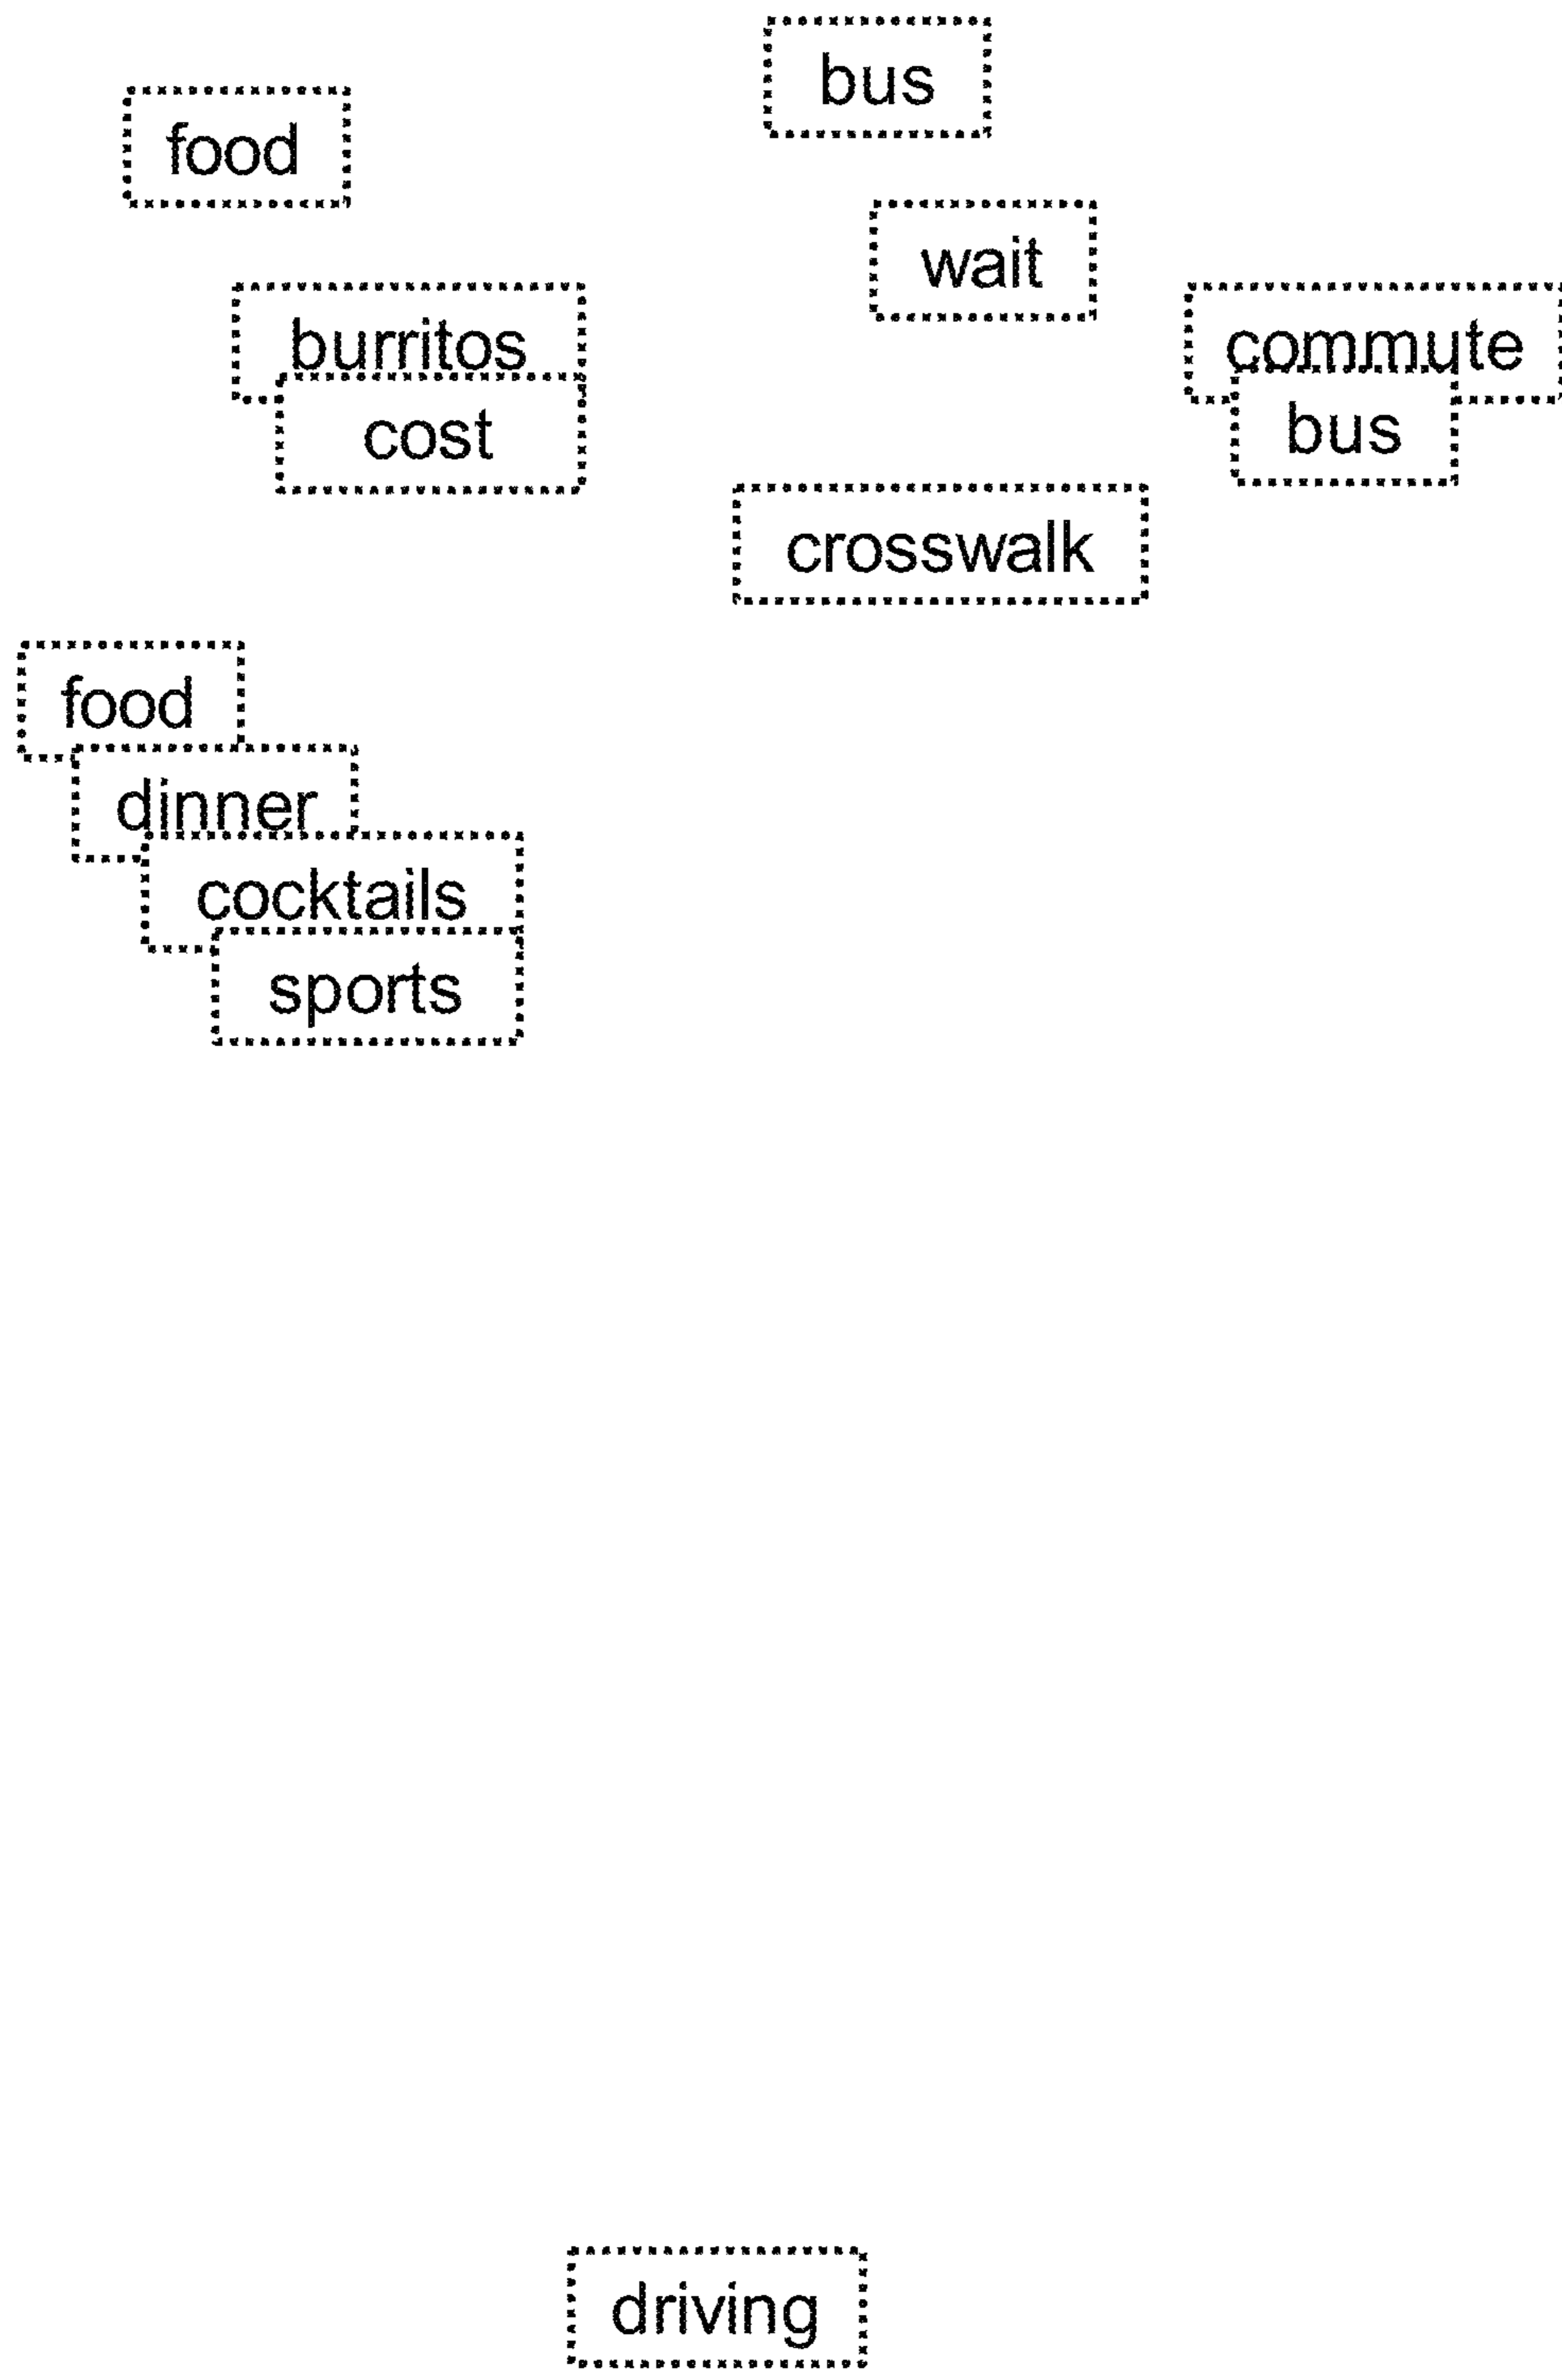 bus
food
wait
burritos
commute
cost
bus
crosswalk
food
dinner
cocktails
sports
driving